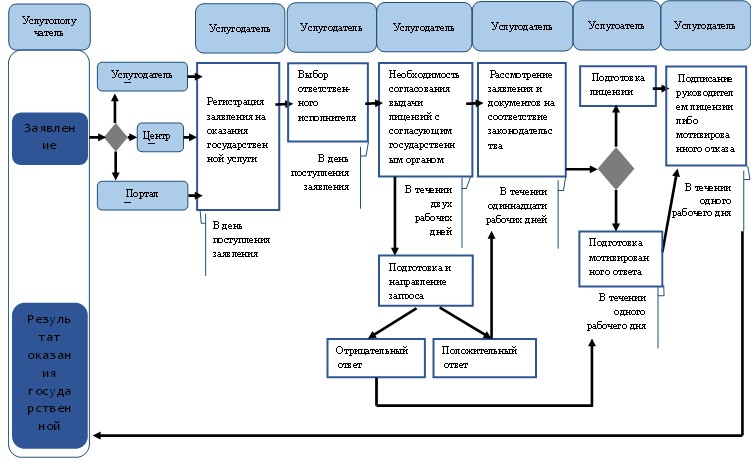 Услугополу
чатель
Услугодатель
Услугодатель
Услугодатель
Услугодатель
Услугоатель
Услугодатель
Заявлен
ие
Услугодатель
Центр
Портал
Регистрация
заявления на
оказания
государствен
ной услуги
В день
поступления
заявления
Выбор
ответствен-
ного
исполнителя
В день
поступления
заявления
Необходимость
согласования
выдачи
лицензий с
согласующим
государствен
ным органом
В течении
двух
рабочих
дней
Рассмотрение
заявления и
документов на
соответствие
законодательс
тва
В течении
одиннадцати
рабочих дней
Подготовка
лицензии
Подписание
руководител
ем лицензии
либо
мотивирова
нного отказа
В течении
одного
рабочего дня
Подготовка
мотивирован
ного ответа
В течении
одного
рабочего дня
Подготовка и
направление
запроса
Отрицательный
ответ
Положительный
ответ
Резуль
тат
оказан
ия
госуда
рствен
ной